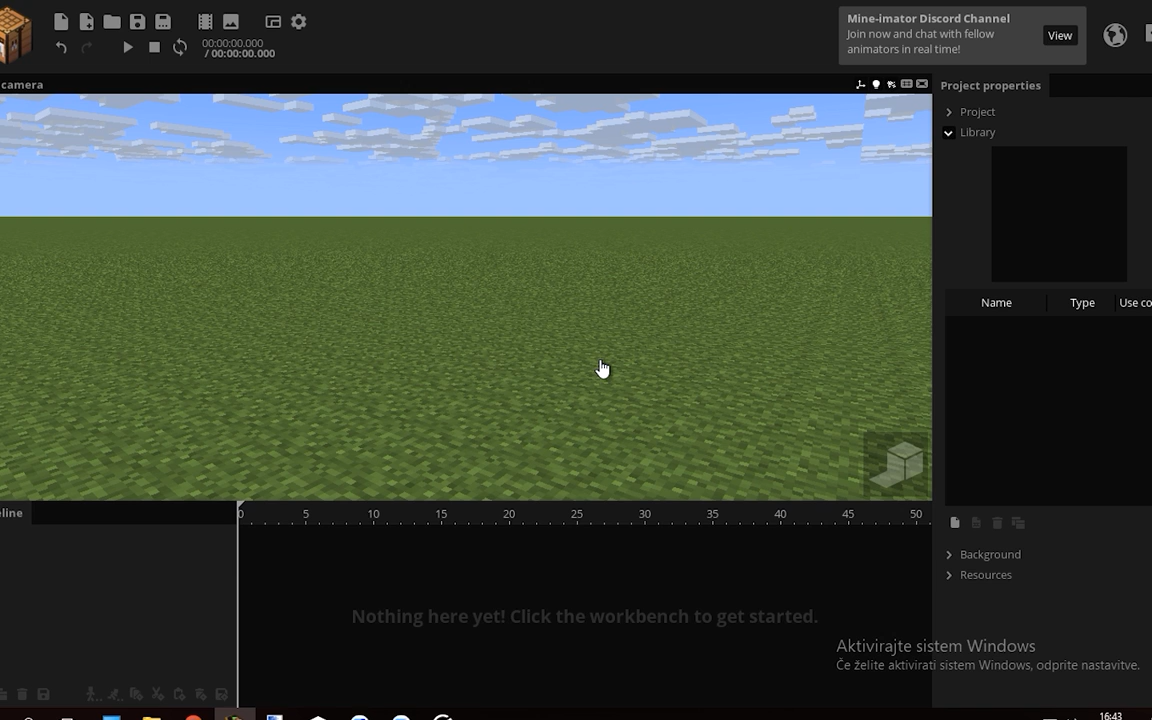 Mine-imator Discord Channel
Join now and chat with fellow
animators in real time!
View
00:00:00.000
/ 00:00:00.000
camera
Project properties
Project
Library
Name
Type
Use co
eline
0
5
10
15
20
25
30
35
40
45
50
Nothing here yet! Click the workbench to get started.
Background
Resources
Aktivirajte sistem Windows
Če želite aktivirati sistem Windows, odprite nastavitve.
16:43